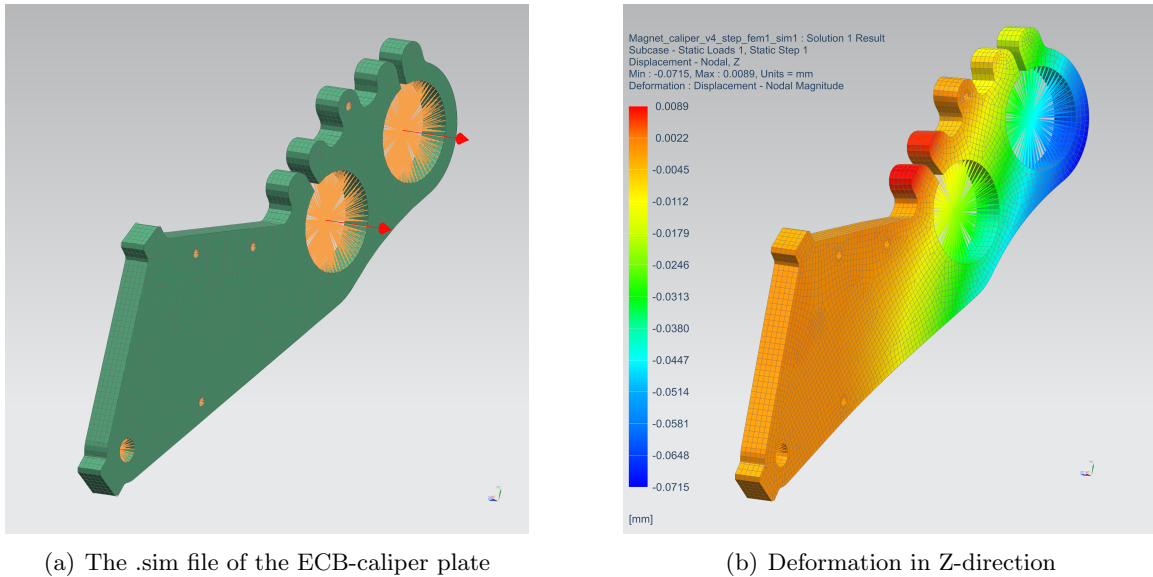 Magnet_caliper_v4_step_fem1_sim1 : Solution 1 Result
Subcase - Static Loads 1, Static Step 1
Displacement - Nodal, Z
Min : -0.0715, Max : 0.0089, Units = mm
Deformation : Displacement - Nodal Magnitude
0.0089
0.0022
-0.0045
-0.0112
-0.0179
-0.0246
-0.0313
-0.0380
-0.0447
-0.0514
-0.0581
-0.0648
-0.0715
[mm]
(a) The .sim file of the ECB-caliper plate
(b) Deformation in Z-direction